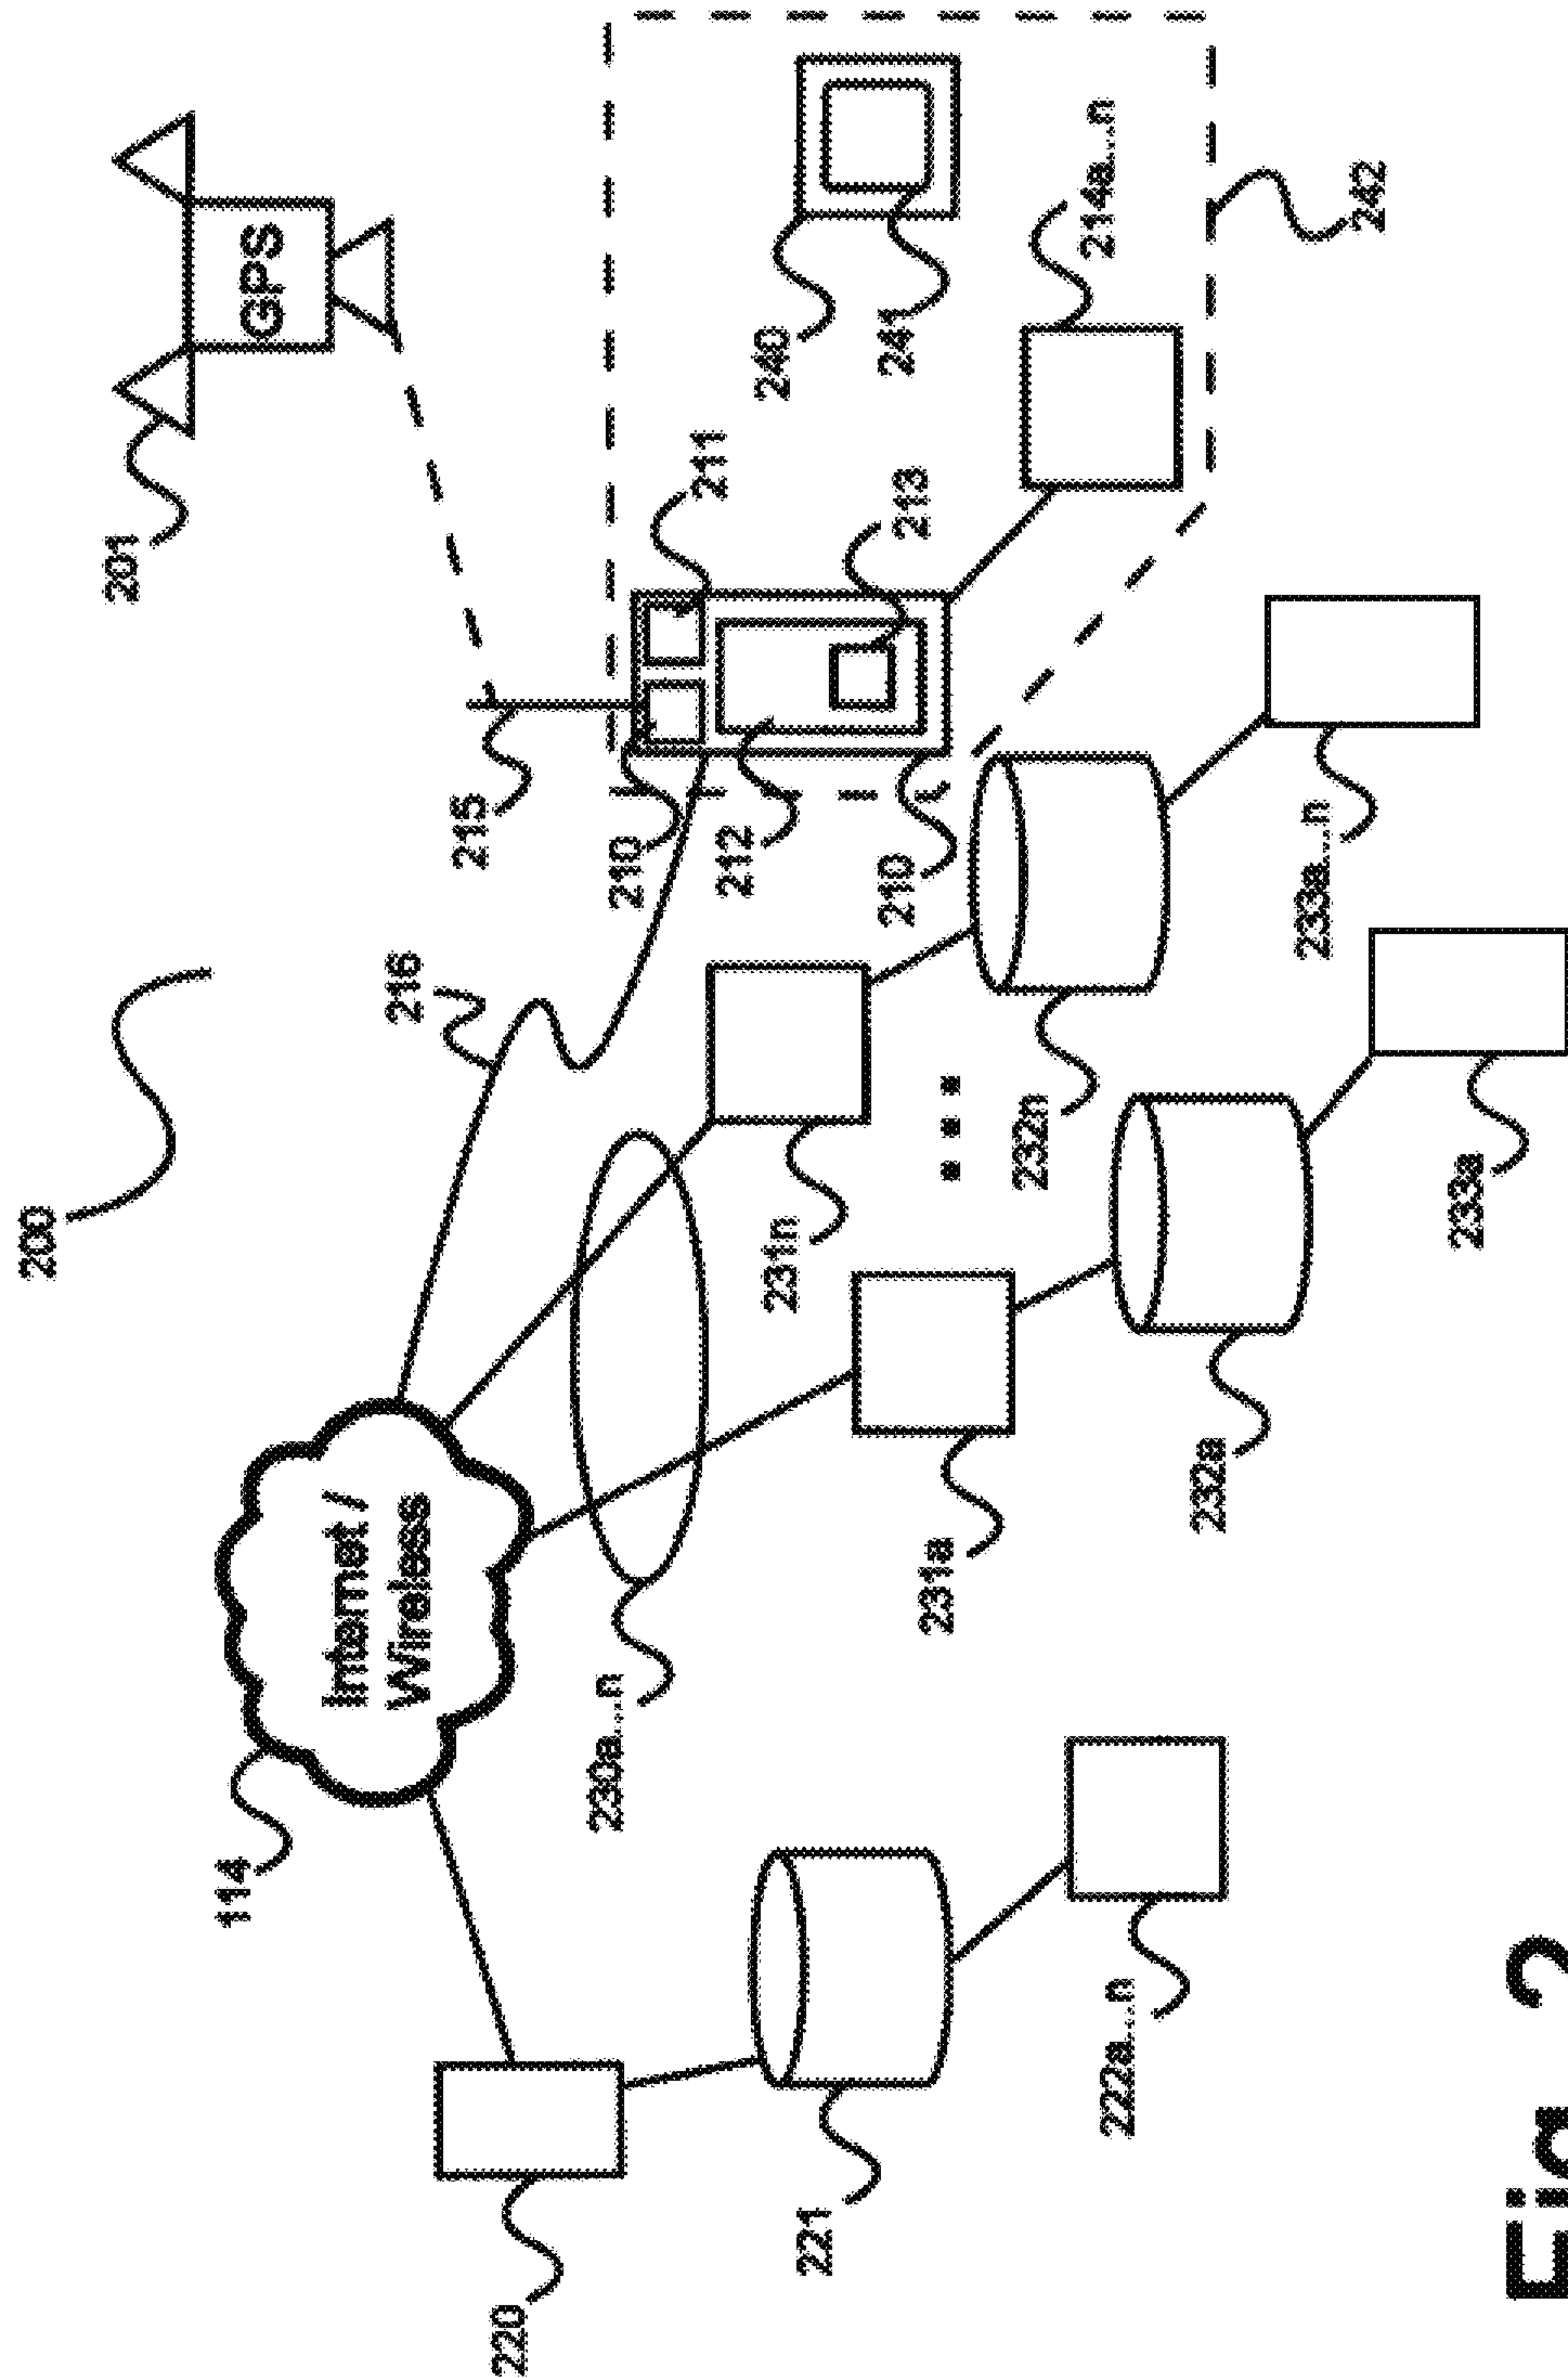 200
201
GPS
114
Internet /
Wireless
216
215
210
211
212
213
210
240
241
214a...n
242
220
221
222a...n
230a...n
231a
231n
232a
232n
233a
233a...n
Fig. 2